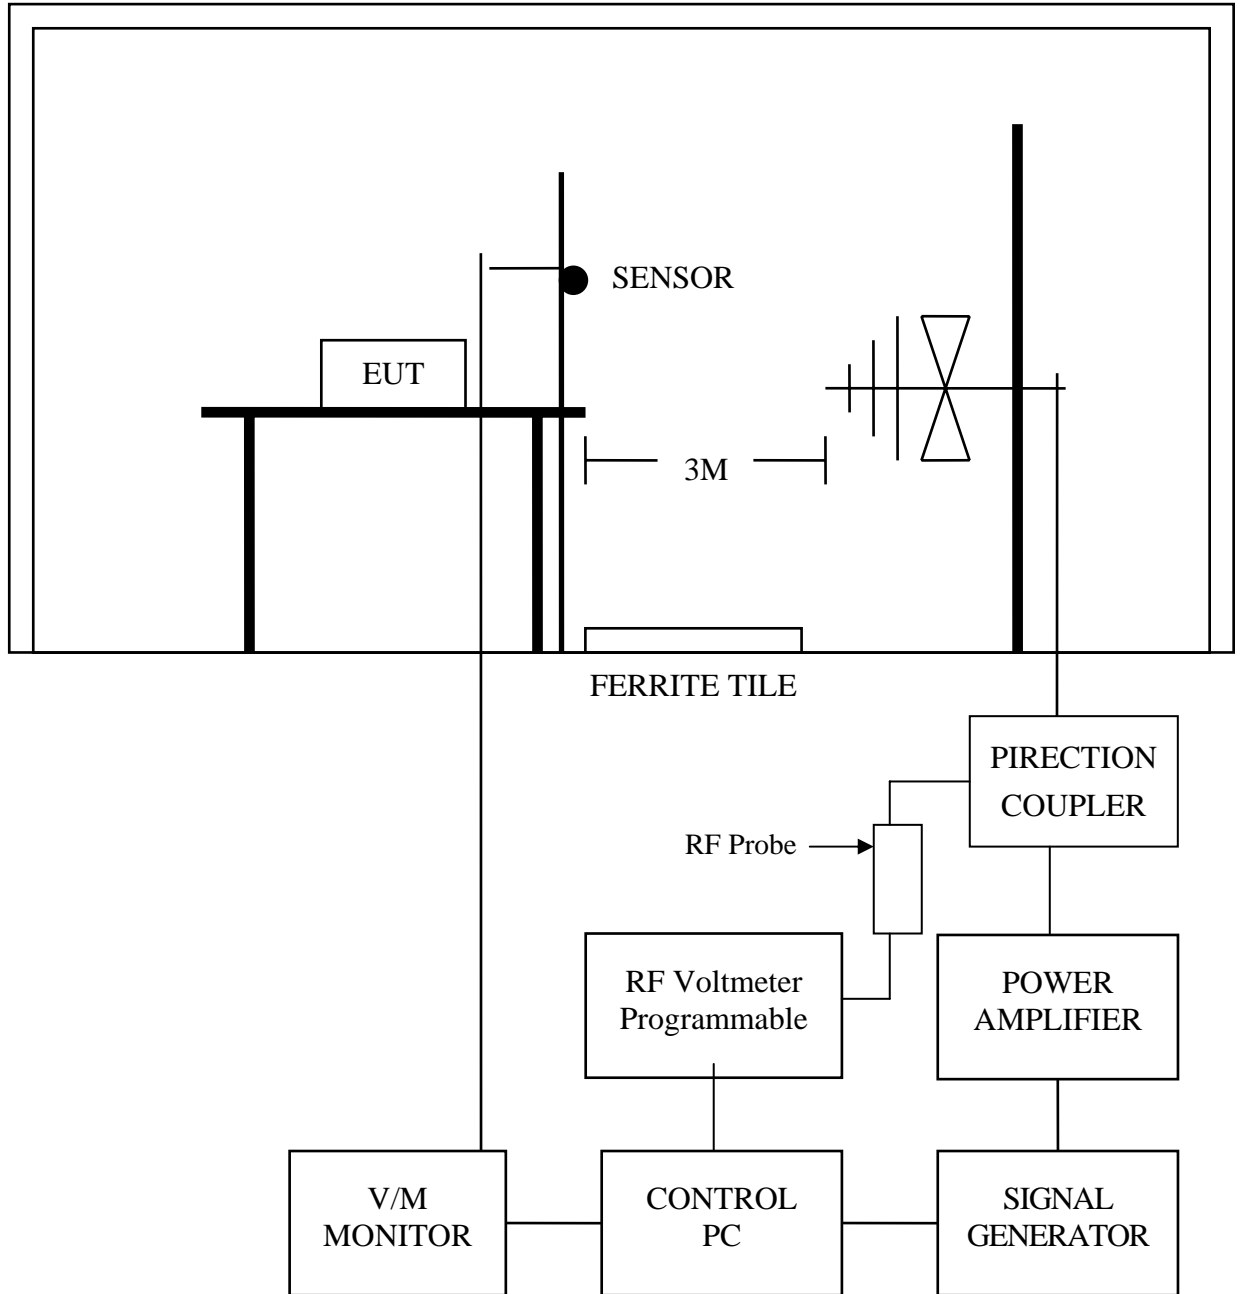 SENSOR
EUT
3M
FERRITE TILE
PIRECTION
COUPLER
RF Probe
RF Voltmeter
Programmable
POWER
AMPLIFIER
V/M
MONITOR
CONTROL
PC
SIGNAL
GENERATOR